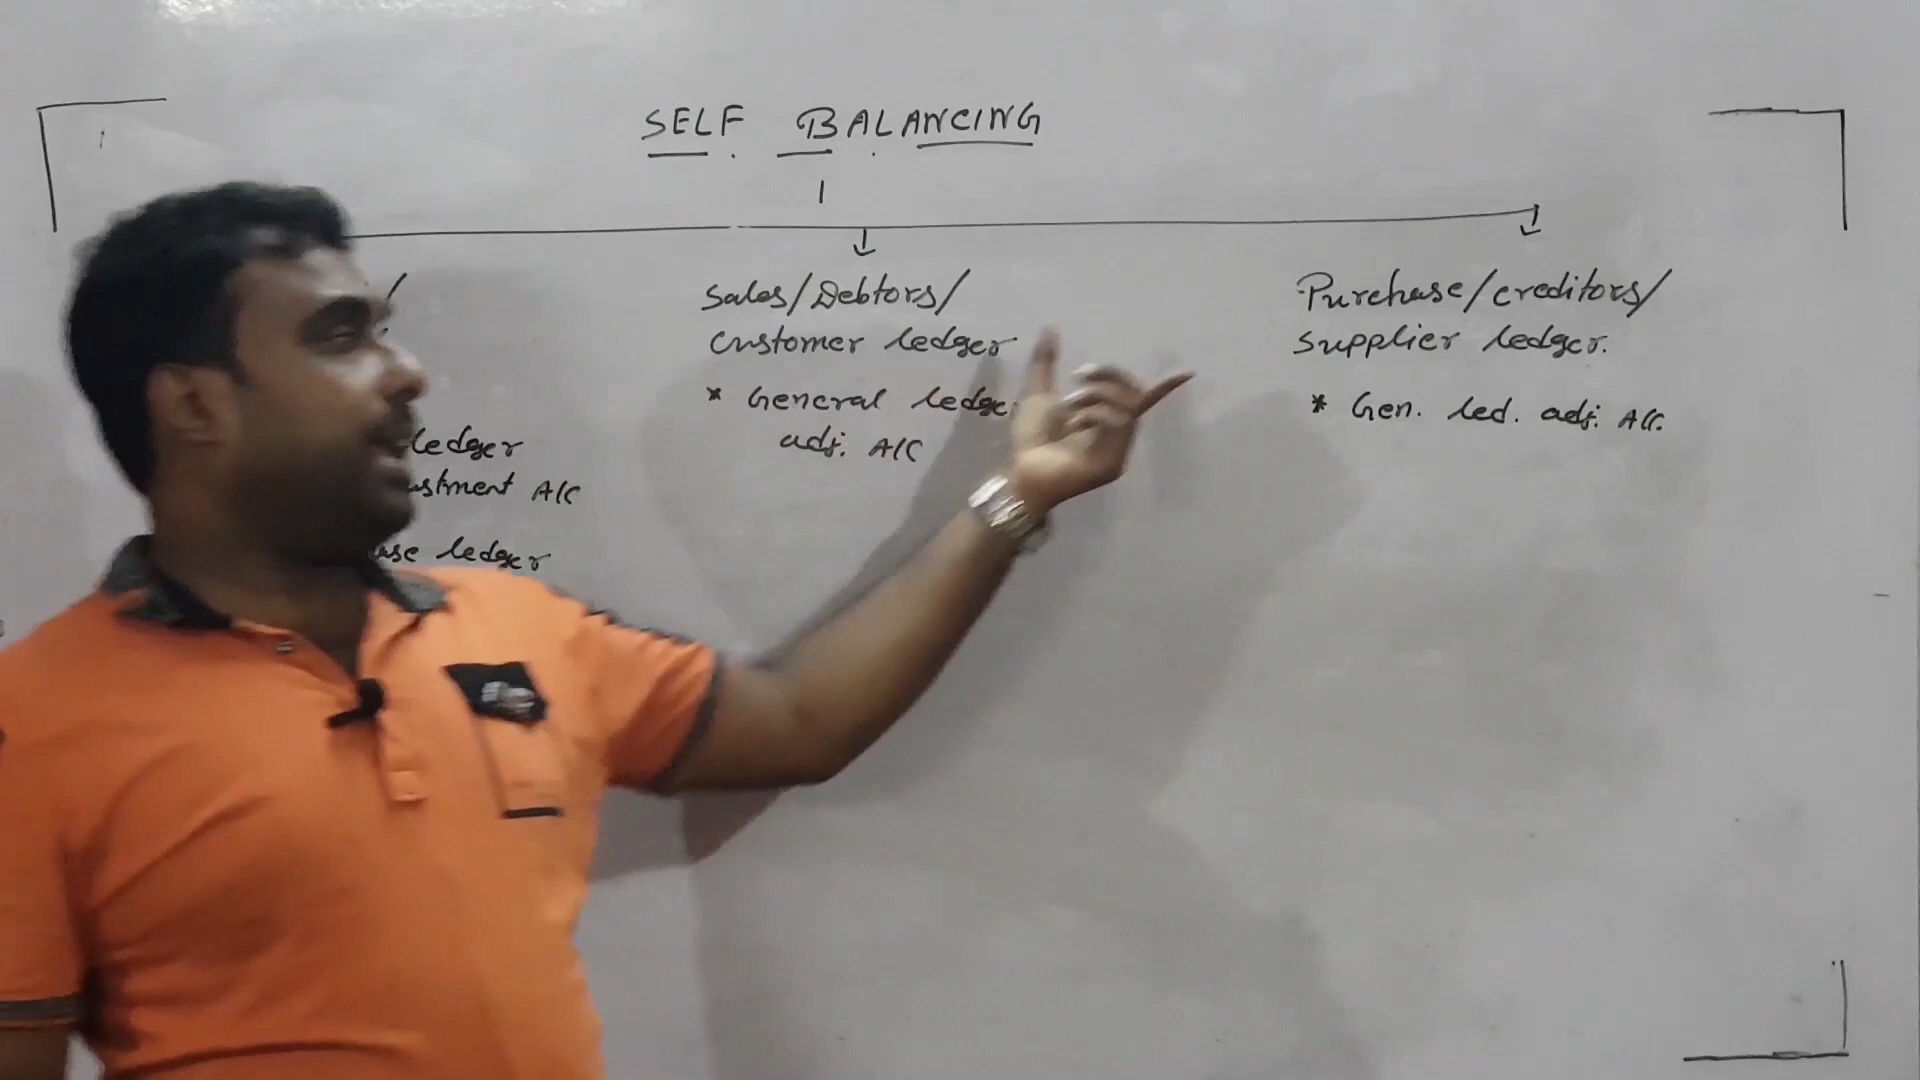 SELF BALANCING
Sales/Debtors/
customer ledger
* General ledge
adj. A/C
Purchase/creditors/
supplier ledger.
* Gen. led. adj. A/C.
ledger
ustment A/C
ase ledger